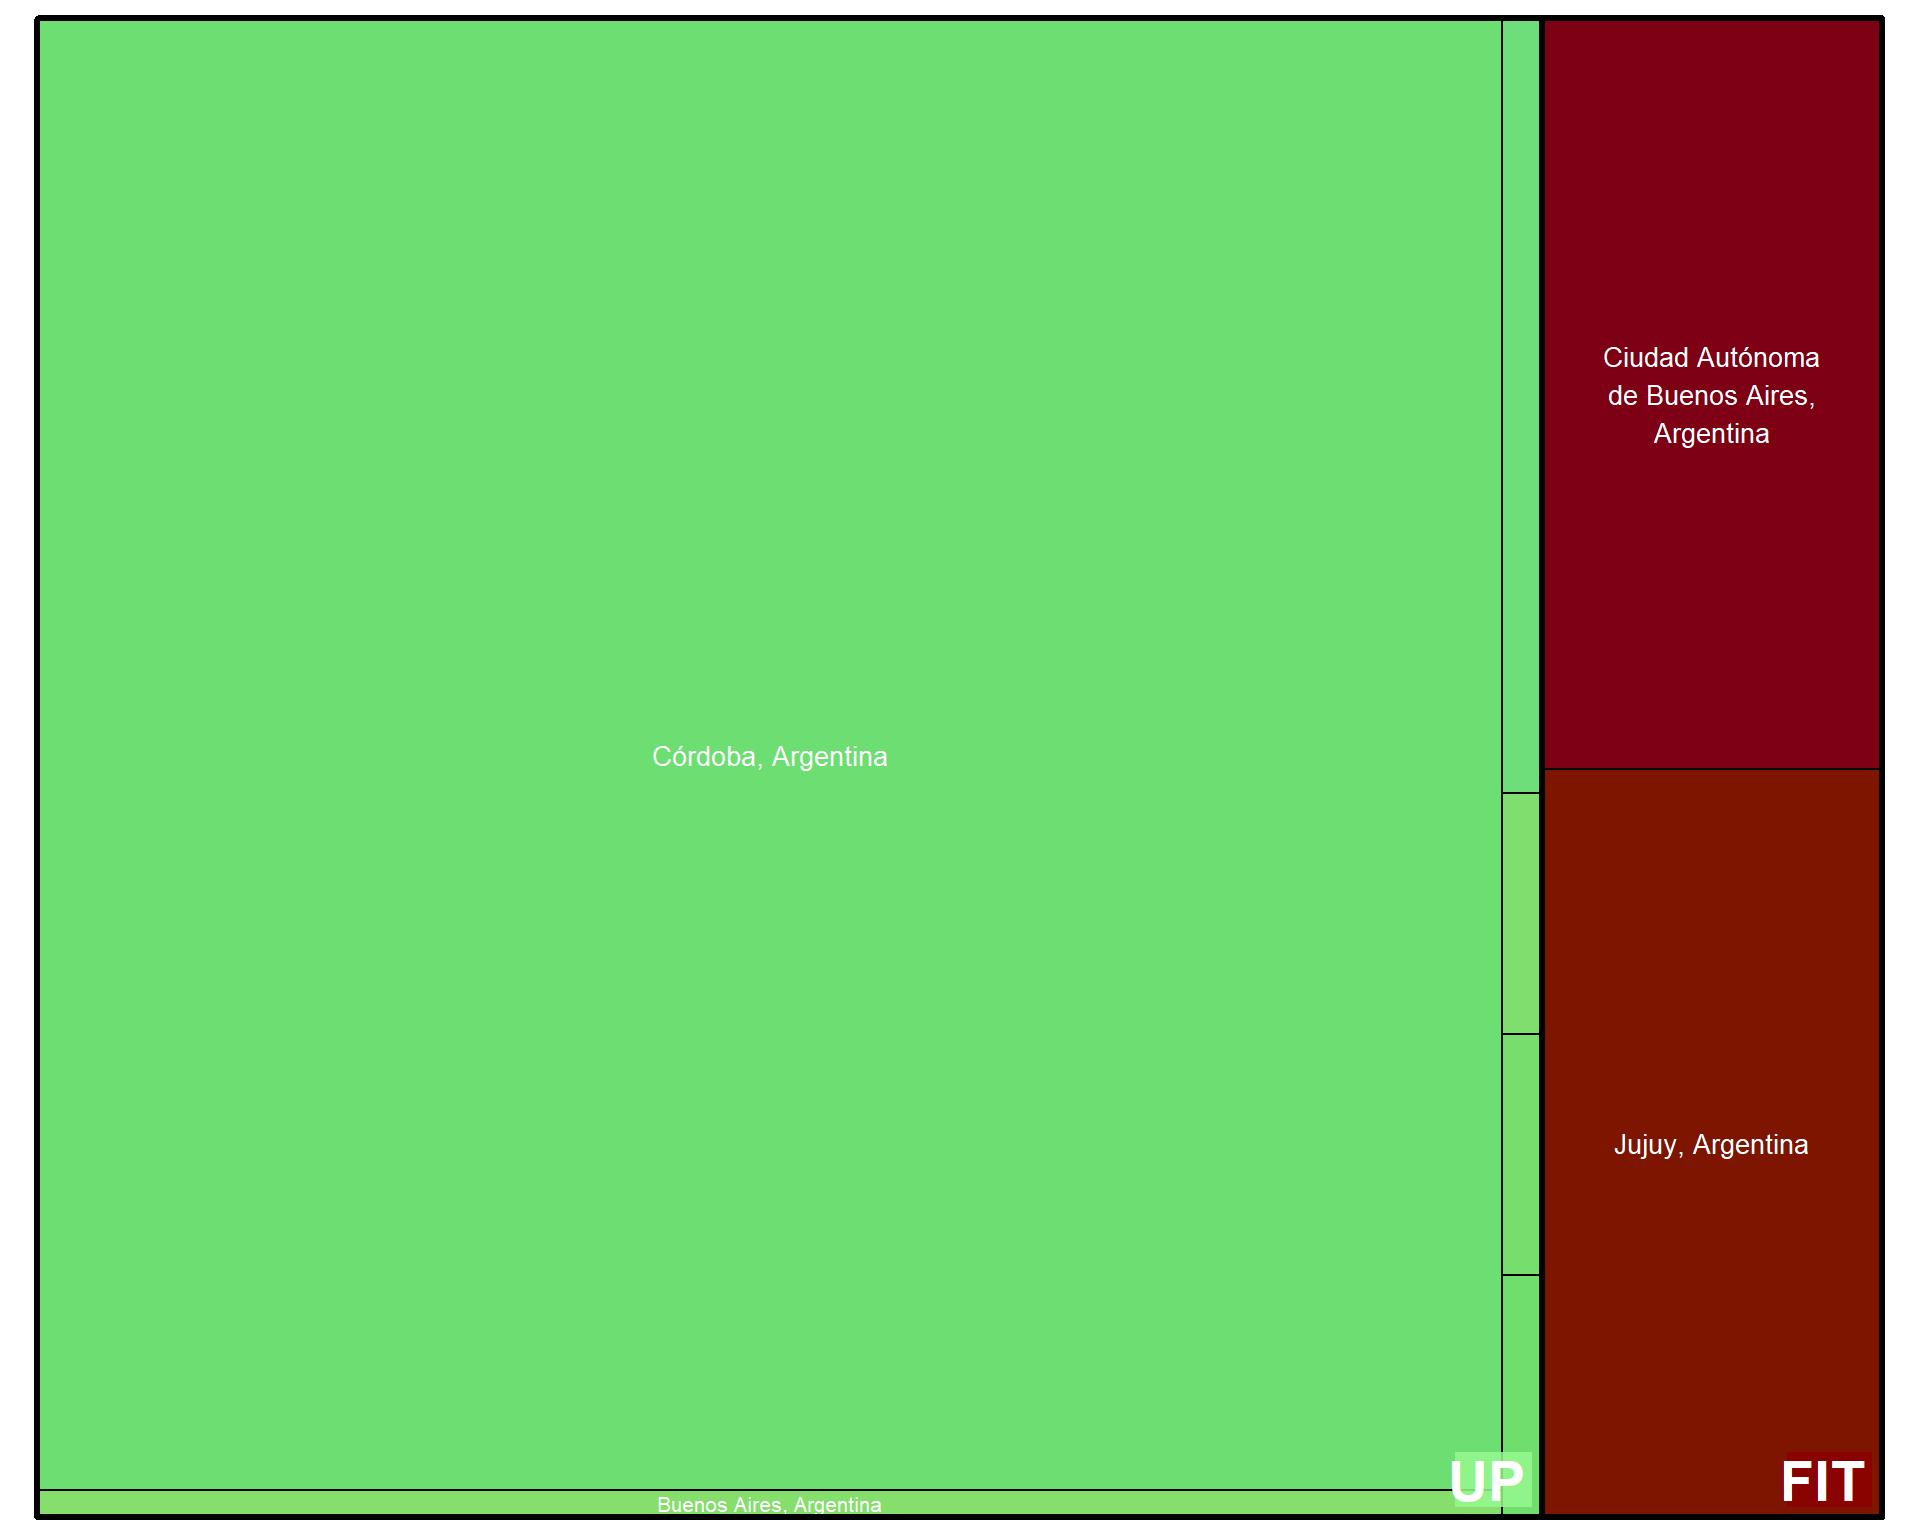 Córdoba, Argentina
Buenos Aires, Argentina
UP
Ciudad Autónoma
de Buenos Aires,
Argentina
Jujuy, Argentina
FIT